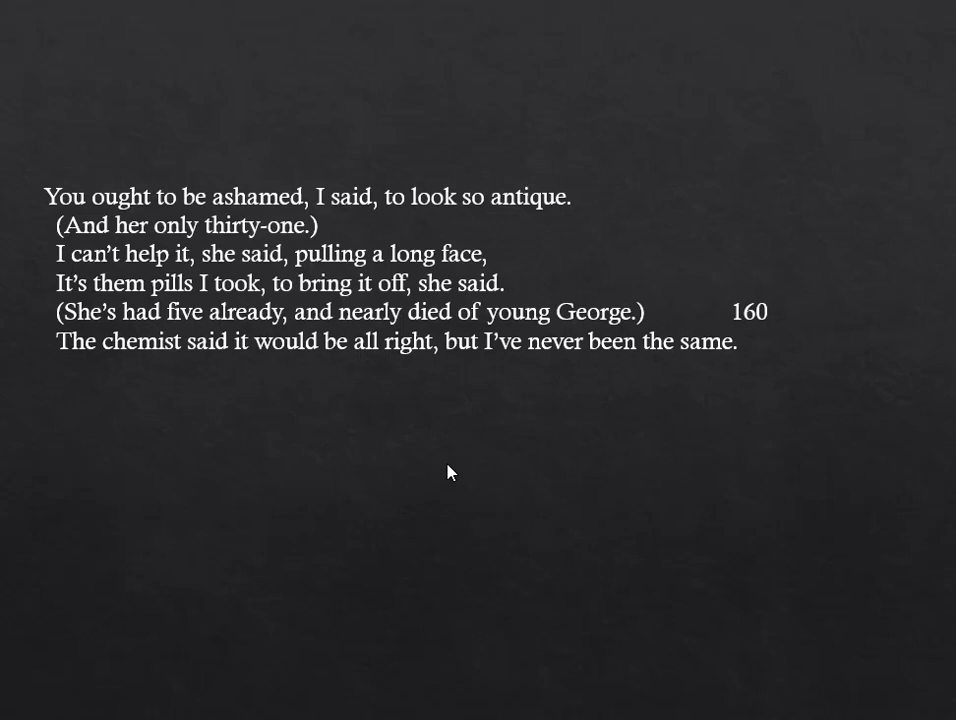 You ought to be ashamed, I said, to look so antique.
(And her only thirty-one.)
I can’t help it, she said, pulling a long face,
It’s them pills I took, to bring it off, she said.
(She’s had five already, and nearly died of young George.) 160
The chemist said it would be all right, but I’ve never been the same.